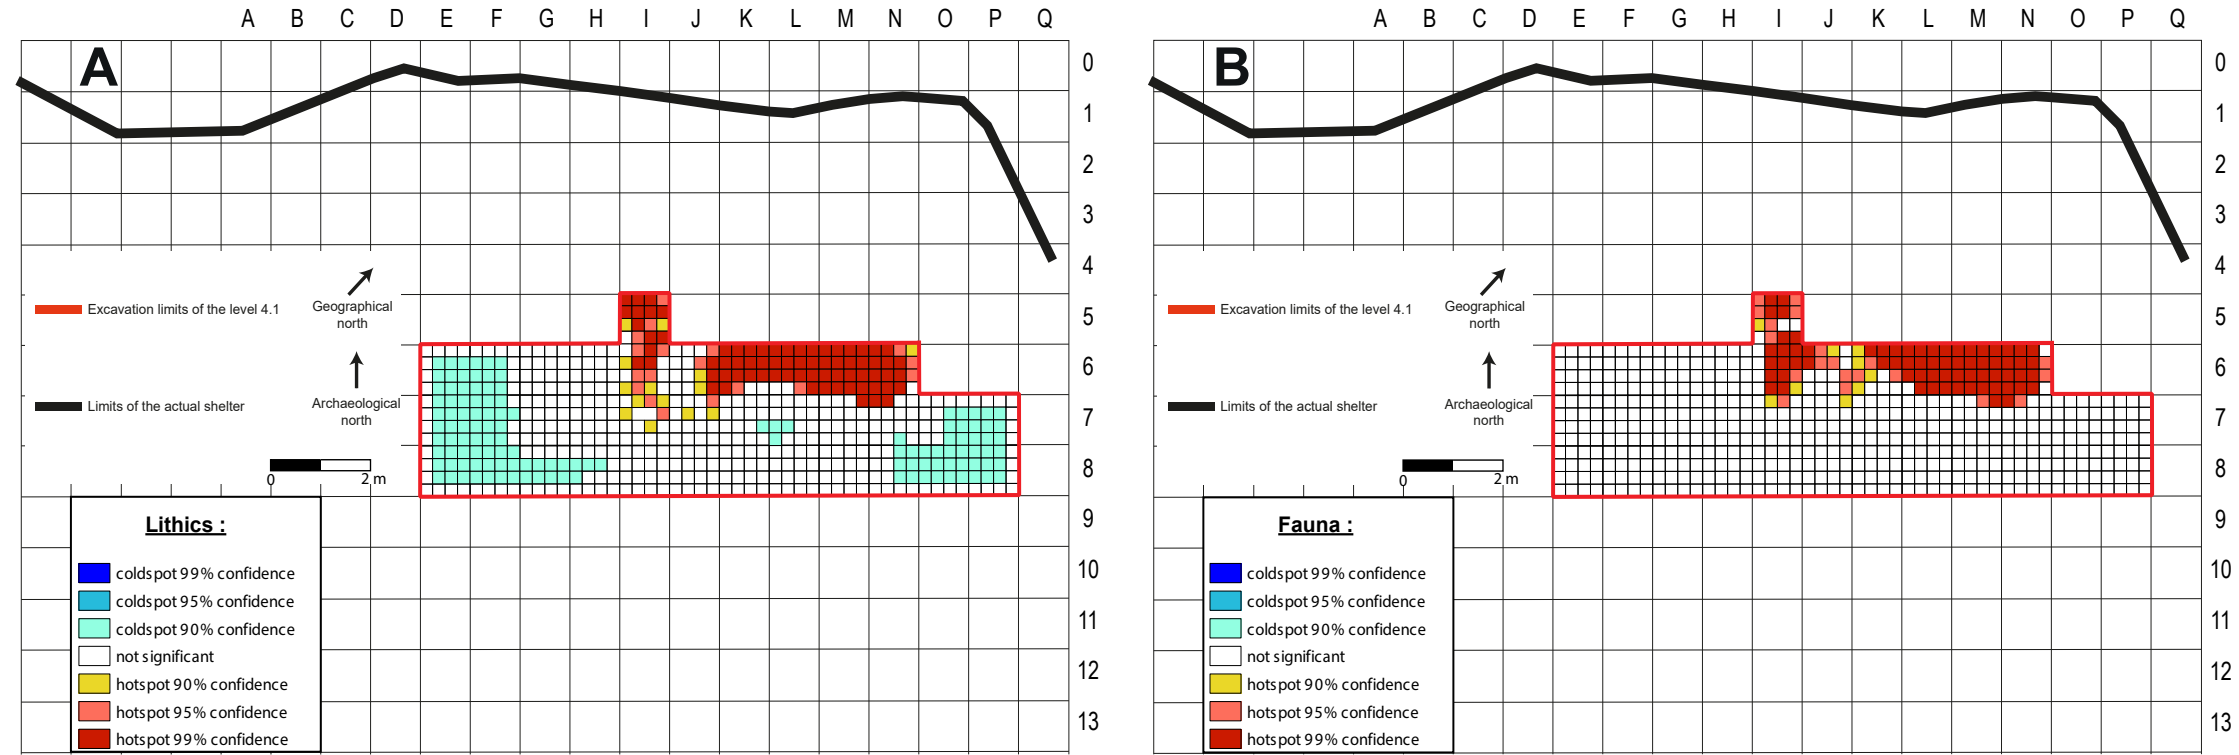 A B C D E F G H I J K L M N O P Q
A
0
1
2
3
4
5
6
7
8
9
10
11
12
13
Excavation limits of the level 4.1
Geographical
north
Limits of the actual shelter
Archaeological
north
0 2 m
Lithics :
coldspot 99% confidence
coldspot 95% confidence
coldspot 90% confidence
not significant
hotspot 90% confidence
hotspot 95% confidence
hotspot 99% confidence
A B C D E F G H I J K L M N O P Q
B
0
1
2
3
4
5
6
7
8
9
10
11
12
13
Excavation limits of the level 4.1
Geographical
north
Limits of the actual shelter
Archaeological
north
0 2 m
Fauna :
coldspot 99% confidence
coldspot 95% confidence
coldspot 90% confidence
not significant
hotspot 90% confidence
hotspot 95% confidence
hotspot 99% confidence